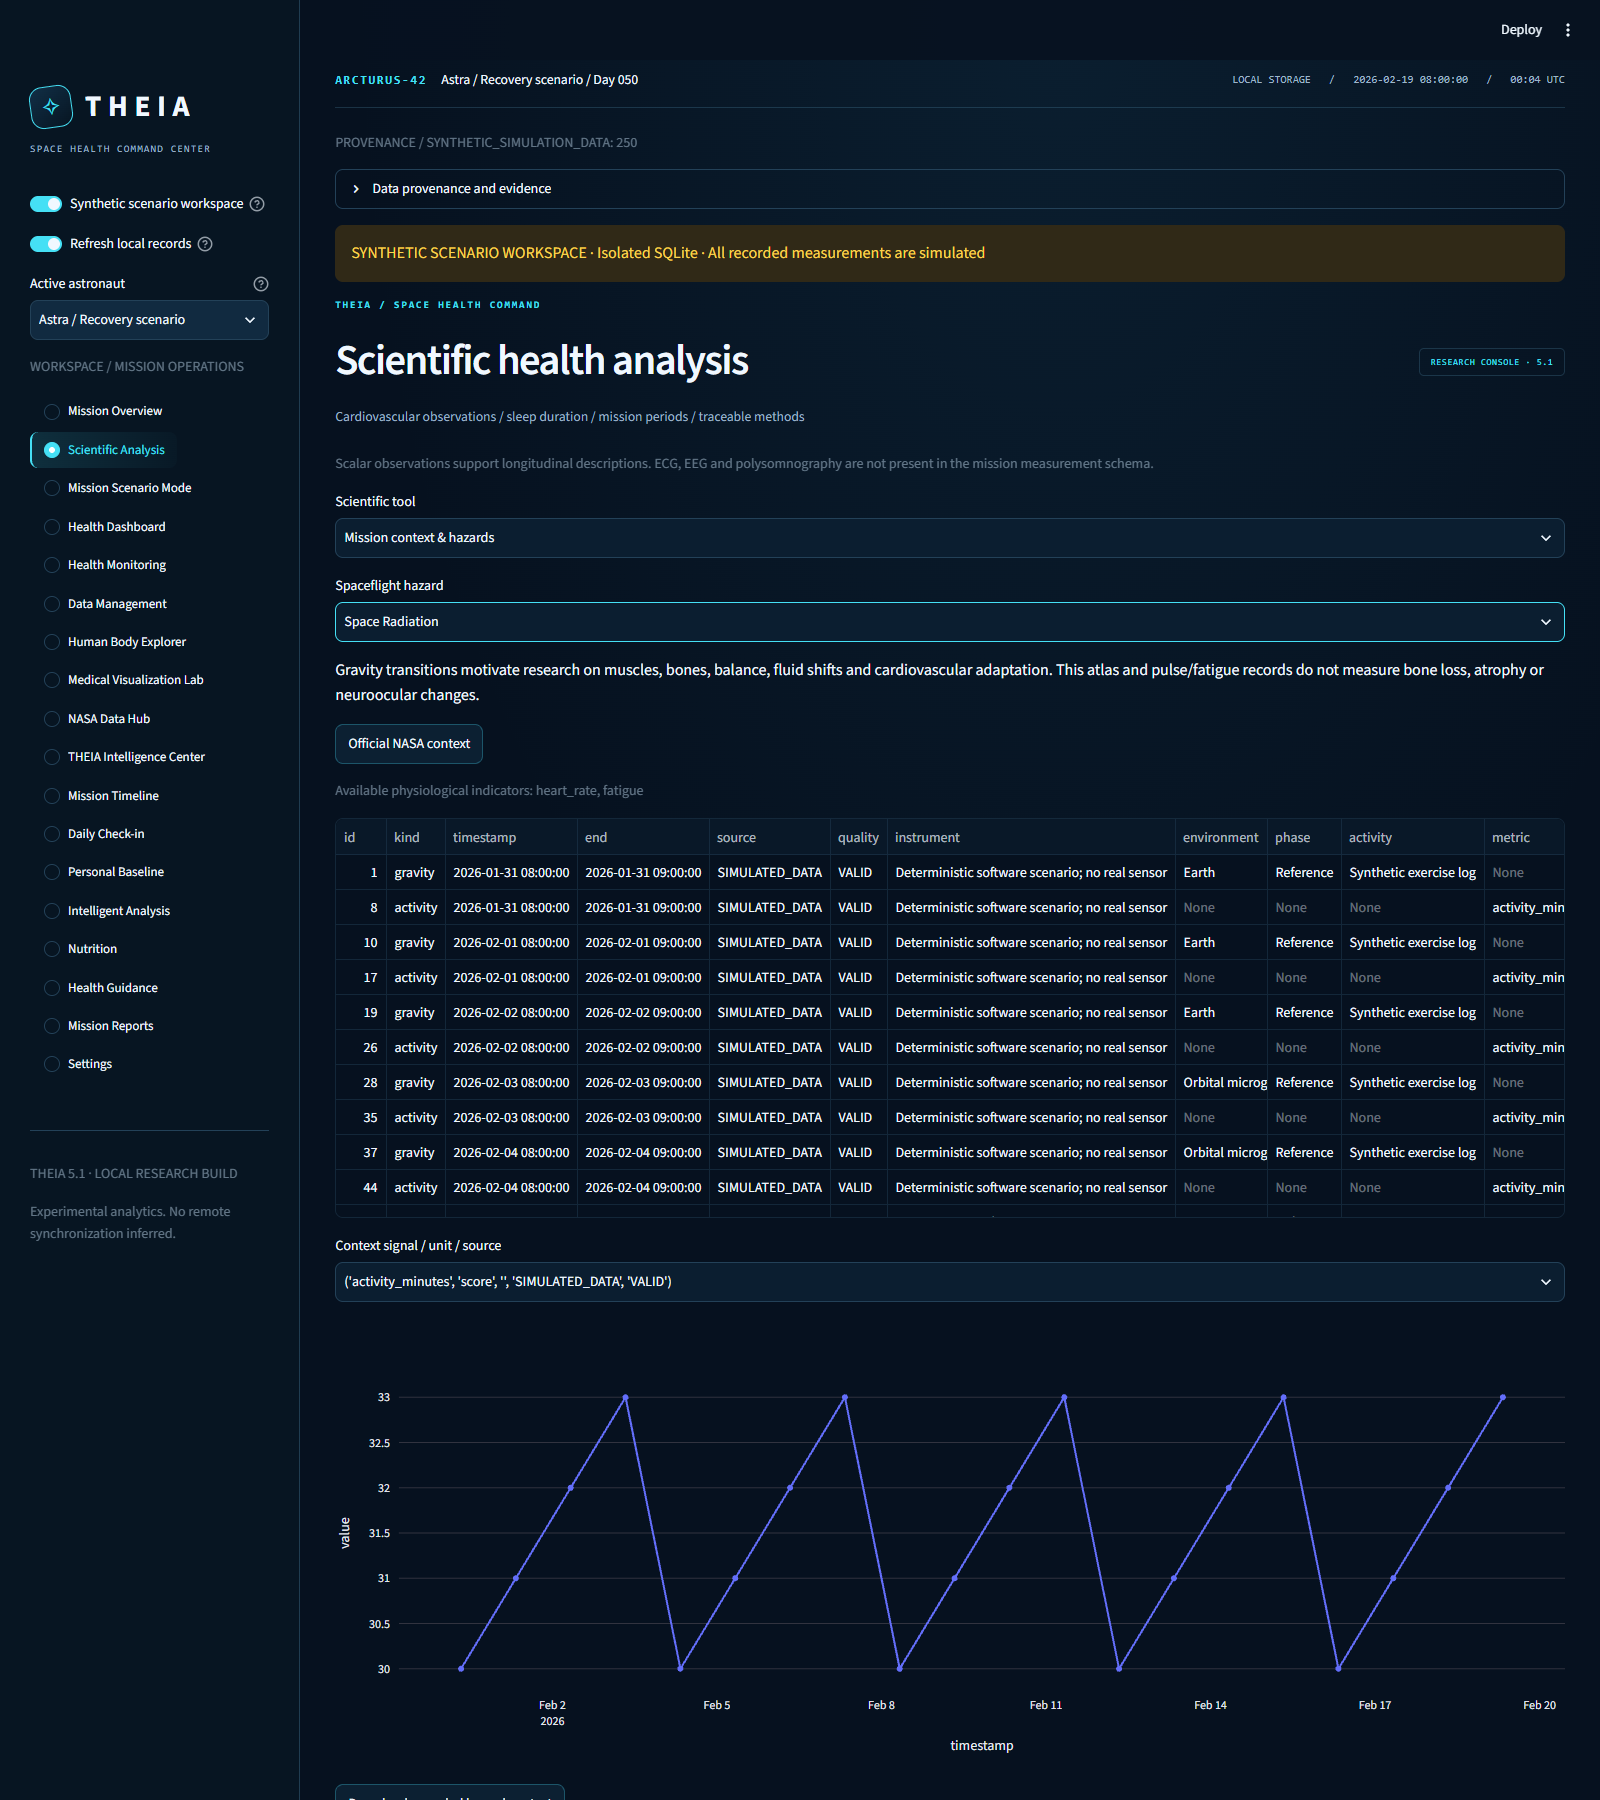 Deploy
THEIA
SPACE HEALTH COMMAND CENTER
Synthetic scenario workspace
Refresh local records
Active astronaut
Astra / Recovery scenario
WORKSPACE / MISSION OPERATIONS
Mission Overview
Scientific Analysis
Mission Scenario Mode
Health Dashboard
Health Monitoring
Data Management
Human Body Explorer
Medical Visualization Lab
NASA Data Hub
THEIA Intelligence Center
Mission Timeline
Daily Check-in
Personal Baseline
Intelligent Analysis
Nutrition
Health Guidance
Mission Reports
Settings
THEIA 5.1 · LOCAL RESEARCH BUILD
Experimental analytics. No remote
synchronization inferred.
ARCTURUS-42 Astra / Recovery scenario / Day 050
LOCAL STORAGE / 2026-02-19 08:00:00 / 00:04 UTC
PROVENANCE / SYNTHETIC_SIMULATION_DATA: 250
Data provenance and evidence
SYNTHETIC SCENARIO WORKSPACE · Isolated SQLite · All recorded measurements are simulated
THEIA / SPACE HEALTH COMMAND
Scientific health analysis
RESEARCH CONSOLE · 5.1
Cardiovascular observations / sleep duration / mission periods / traceable methods
Scalar observations support longitudinal descriptions. ECG, EEG and polysomnography are not present in the mission measurement schema.
Scientific tool
Mission context & hazards
Spaceflight hazard
Space Radiation
Gravity transitions motivate research on muscles, bones, balance, fluid shifts and cardiovascular adaptation. This atlas and pulse/fatigue records do not measure bone loss, atrophy or
neuroocular changes.
Official NASA context
Available physiological indicators: heart_rate, fatigue
id kind timestamp end source quality instrument environment phase activity metric
1 gravity 2026-01-31 08:00:00 2026-01-31 09:00:00 SIMULATED_DATA VALID Deterministic software scenario; no real sensor Earth Reference Synthetic exercise log None
8 activity 2026-01-31 08:00:00 2026-01-31 09:00:00 SIMULATED_DATA VALID Deterministic software scenario; no real sensor None None None activity_min
10 gravity 2026-02-01 08:00:00 2026-02-01 09:00:00 SIMULATED_DATA VALID Deterministic software scenario; no real sensor Earth Reference Synthetic exercise log None
17 activity 2026-02-01 08:00:00 2026-02-01 09:00:00 SIMULATED_DATA VALID Deterministic software scenario; no real sensor None None None activity_min
19 gravity 2026-02-02 08:00:00 2026-02-02 09:00:00 SIMULATED_DATA VALID Deterministic software scenario; no real sensor Earth Reference Synthetic exercise log None
26 activity 2026-02-02 08:00:00 2026-02-02 09:00:00 SIMULATED_DATA VALID Deterministic software scenario; no real sensor None None None activity_min
28 gravity 2026-02-03 08:00:00 2026-02-03 09:00:00 SIMULATED_DATA VALID Deterministic software scenario; no real sensor Orbital microg Reference Synthetic exercise log None
35 activity 2026-02-03 08:00:00 2026-02-03 09:00:00 SIMULATED_DATA VALID Deterministic software scenario; no real sensor None None None activity_min
37 gravity 2026-02-04 08:00:00 2026-02-04 09:00:00 SIMULATED_DATA VALID Deterministic software scenario; no real sensor Orbital microg Reference Synthetic exercise log None
44 activity 2026-02-04 08:00:00 2026-02-04 09:00:00 SIMULATED_DATA VALID Deterministic software scenario; no real sensor None None None activity_min
Context signal / unit / source
('activity_minutes', 'score', '', 'SIMULATED_DATA', 'VALID')
33
32.5
32
31.5
31
30.5
30
value
Feb 2 Feb 5 Feb 8 Feb 11 Feb 14 Feb 17 Feb 20
2026
timestamp